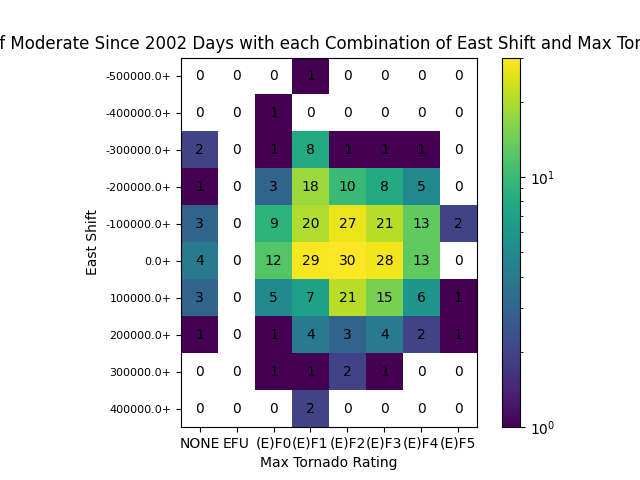 f Moderate Since 2002 Days with each Combination of East Shift and Max Tor
-500000.0+ 0 0 0 1 0 0 0 0
-400000.0+ 0 0 1 0 0 0 0 0
-300000.0+ 2 0 1 8 1 1 1 0
-200000.0+ 1 0 3 18 10 8 5 0
-100000.0+ 3 0 9 20 27 21 13 2
0.0+ 4 0 12 29 30 28 13 0
100000.0+ 3 0 5 7 21 15 6 1
200000.0+ 1 0 1 4 3 4 2 1
300000.0+ 0 0 1 1 2 1 0 0
400000.0+ 0 0 0 2 0 0 0 0
NONE EFU (E)F0 (E)F1 (E)F2 (E)F3 (E)F4 (E)F5
Max Tornado Rating
East Shift
10¹
10⁰